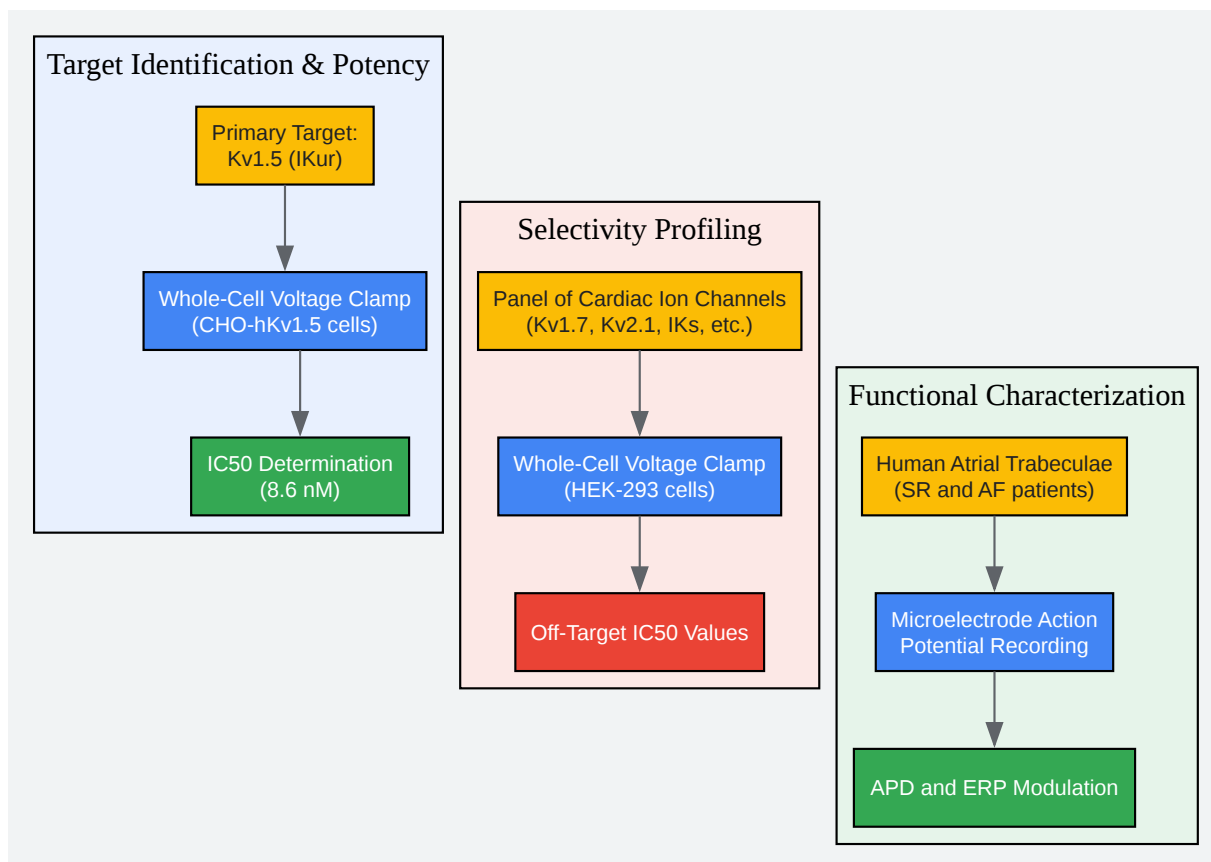 Target Identification & Potency
Primary Target:
Kv1.5 (IKur)
Whole-Cell Voltage Clamp
(CHO-hKv1.5 cells)
IC50 Determination
(8.6 nM)
Selectivity Profiling
Panel of Cardiac Ion Channels
(Kv1.7, Kv2.1, IKs, etc.)
Whole-Cell Voltage Clamp
(HEK-293 cells)
Off-Target IC50 Values
Functional Characterization
Human Atrial Trabeculae
(SR and AF patients)
Microelectrode Action
Potential Recording
APD and ERP Modulation